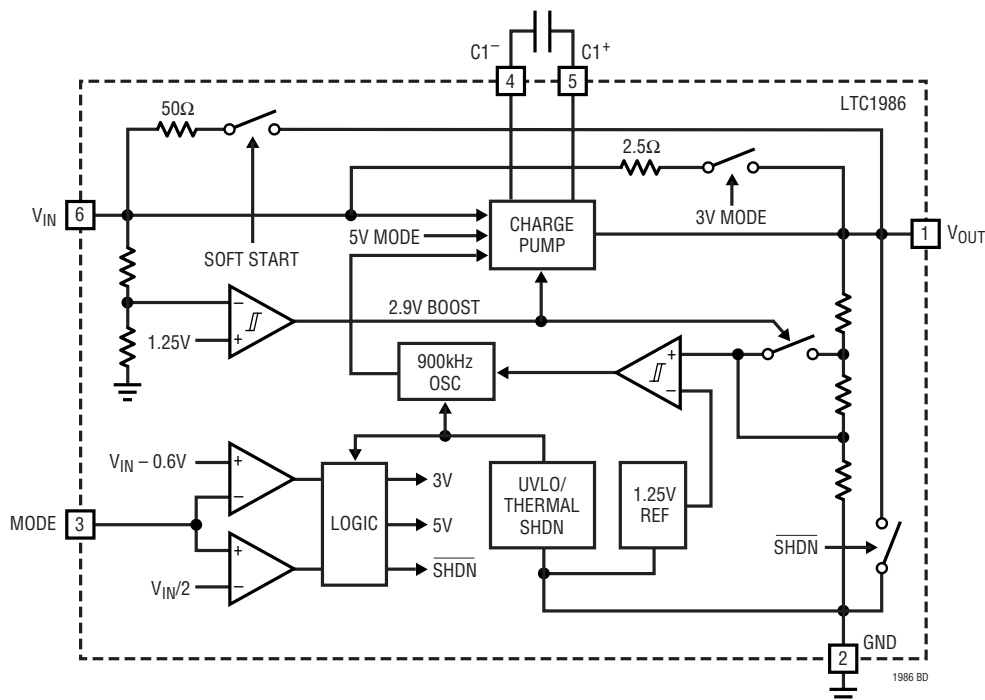 C1⁻
C1⁺
4
5
LTC1986
50Ω
2.5Ω
V_IN
6
3V MODE
5V MODE
CHARGE
PUMP
1
V_OUT
SOFT START
2.9V BOOST
–
+
1.25V
900kHz
OSC
+
–
V_IN – 0.6V
+
–
MODE
3
LOGIC
3V
5V
S̅H̅D̅N̅
UVLO/
THERMAL
SHDN
1.25V
REF
S̅H̅D̅N̅
+
–
V_IN/2
GND
2
1986 BD